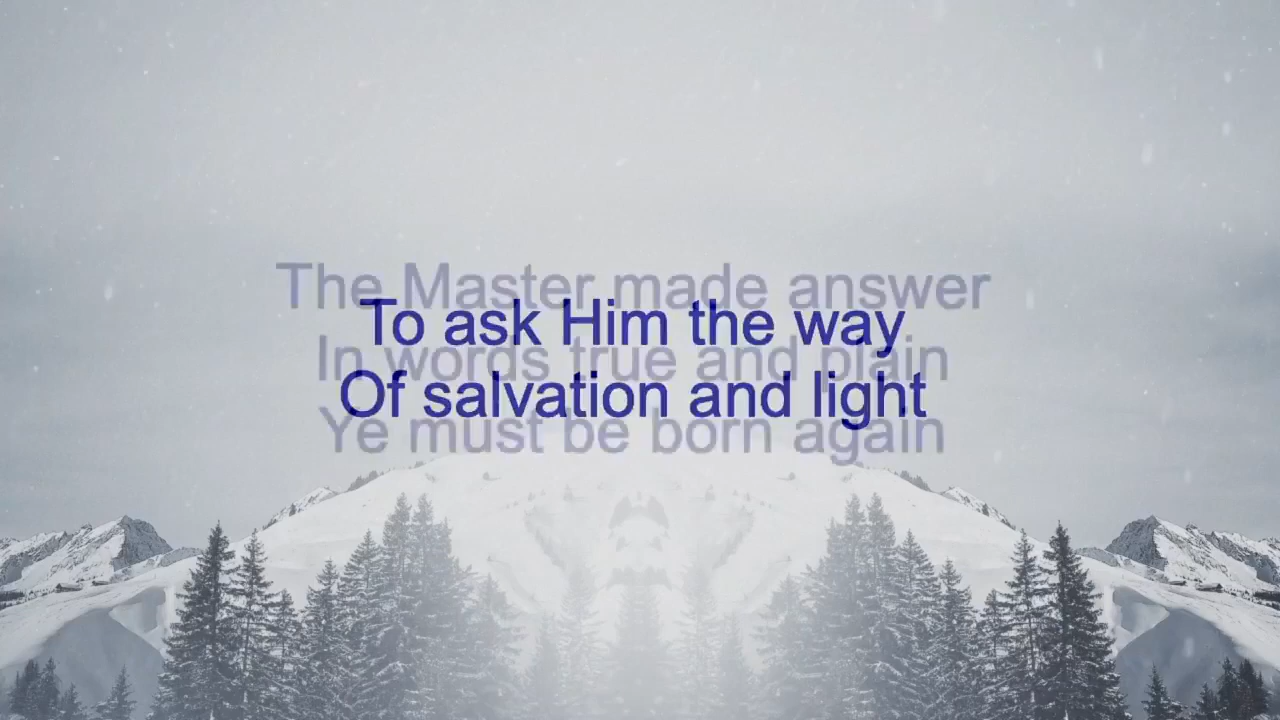 The Master made answer
To ask Him the way
In words true and plain
Of salvation and light
Ye must be born again